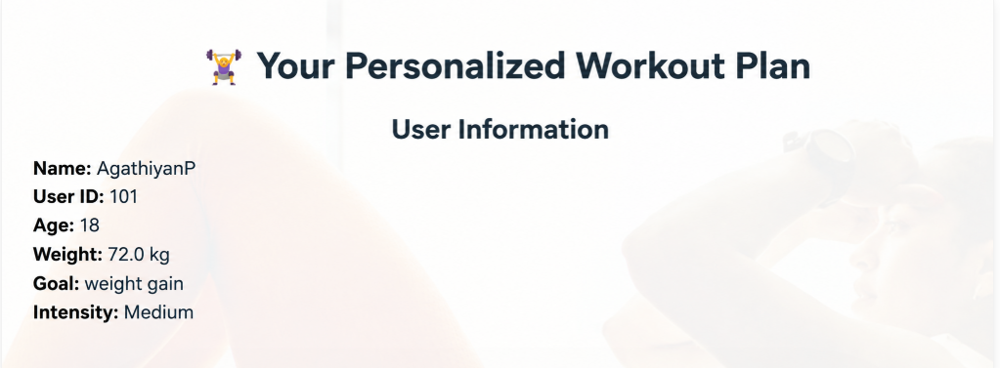 🏋️‍♀️ Your Personalized Workout Plan
User Information
Name: AgathiyanP
User ID: 101
Age: 18
Weight: 72.0 kg
Goal: weight gain
Intensity: Medium